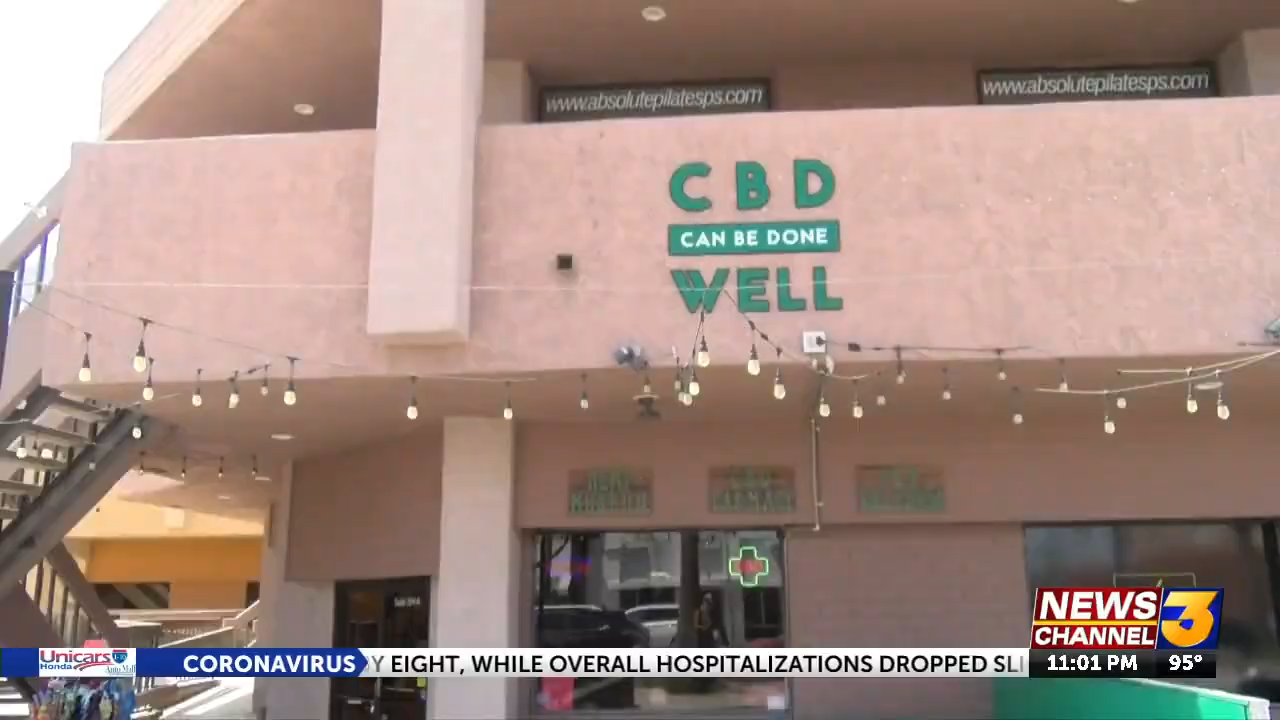 www.absolutepilatesps.com
www.absolutepilatesps.com
CBD
CAN BE DONE
WELL
NEWS
CHANNEL 3
11:01 PM 95°
Unicars
Honda
CORONAVIRUS
Y EIGHT, WHILE OVERALL HOSPITALIZATIONS DROPPED SLI